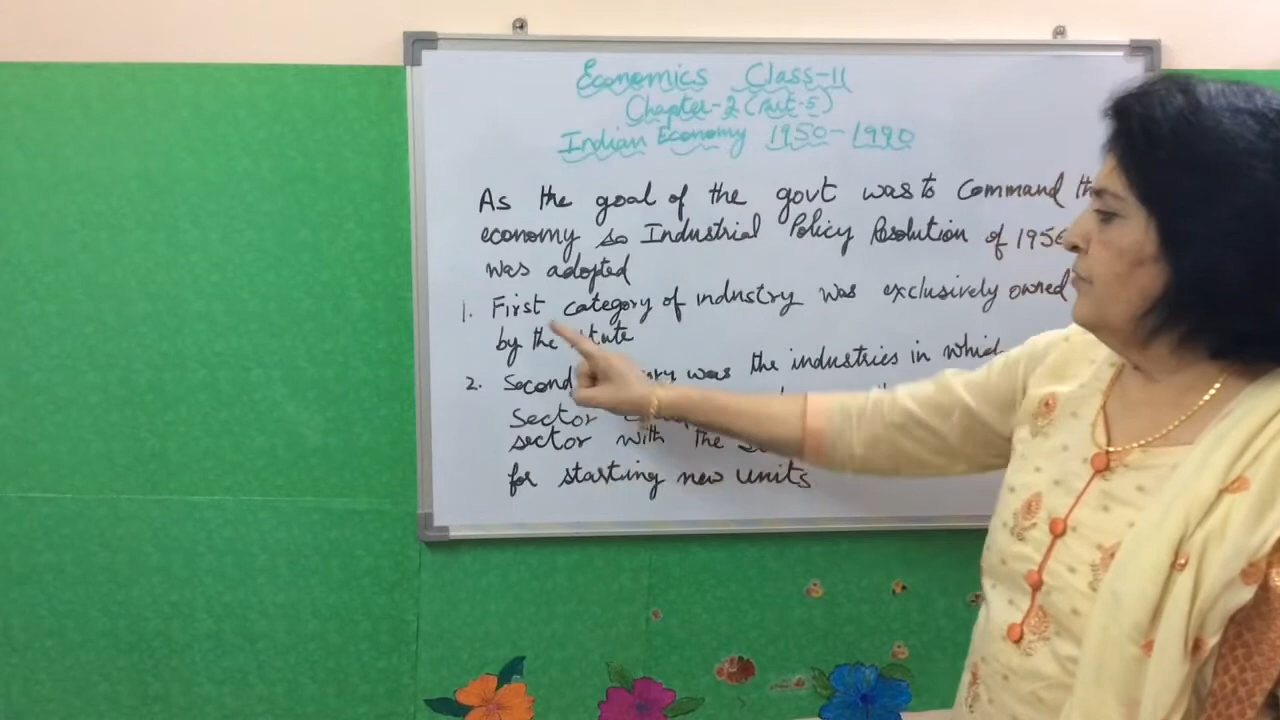 Economics Class-11
Chapter-2 (Part-5)
Indian Economy 1950-1990
As the goal of the govt was to command
economy so Industrial Policy Resolution of 1956
was adopted
1. First category of industry was exclusively owned
by the
2. Second was the industries in which
Sector
sector with the
for starting new units